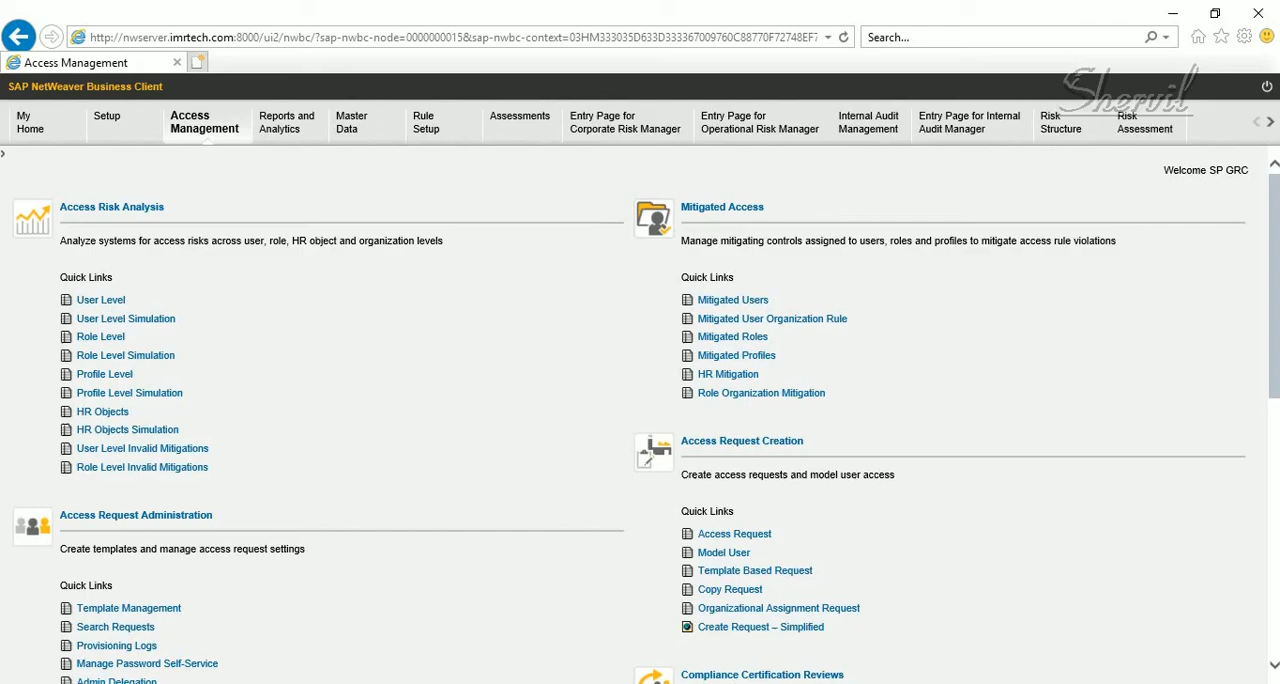 http://nwserver.imrtech.com:8000/ui2/nwbc/?sap-nwbc-node=0000000015&sap-nwbc-context=03HM333035D633D333367009760C88770F72748EF7
Search...
Access Management
SAP NetWeaver Business Client
Shervil
My Home
Setup
Access Management
Reports and Analytics
Master Data
Rule Setup
Assessments
Entry Page for Corporate Risk Manager
Entry Page for Operational Risk Manager
Internal Audit Management
Entry Page for Internal Audit Manager
Risk Structure
Risk Assessment
Welcome SP GRC
Access Risk Analysis
Analyze systems for access risks across user, role, HR object and organization levels
Quick Links
User Level
User Level Simulation
Role Level
Role Level Simulation
Profile Level
Profile Level Simulation
HR Objects
HR Objects Simulation
User Level Invalid Mitigations
Role Level Invalid Mitigations
Access Request Administration
Create templates and manage access request settings
Quick Links
Template Management
Search Requests
Provisioning Logs
Manage Password Self-Service
Admin Delegation
Mitigated Access
Manage mitigating controls assigned to users, roles and profiles to mitigate access rule violations
Quick Links
Mitigated Users
Mitigated User Organization Rule
Mitigated Roles
Mitigated Profiles
HR Mitigation
Role Organization Mitigation
Access Request Creation
Create access requests and model user access
Quick Links
Access Request
Model User
Template Based Request
Copy Request
Organizational Assignment Request
Create Request – Simplified
Compliance Certification Reviews